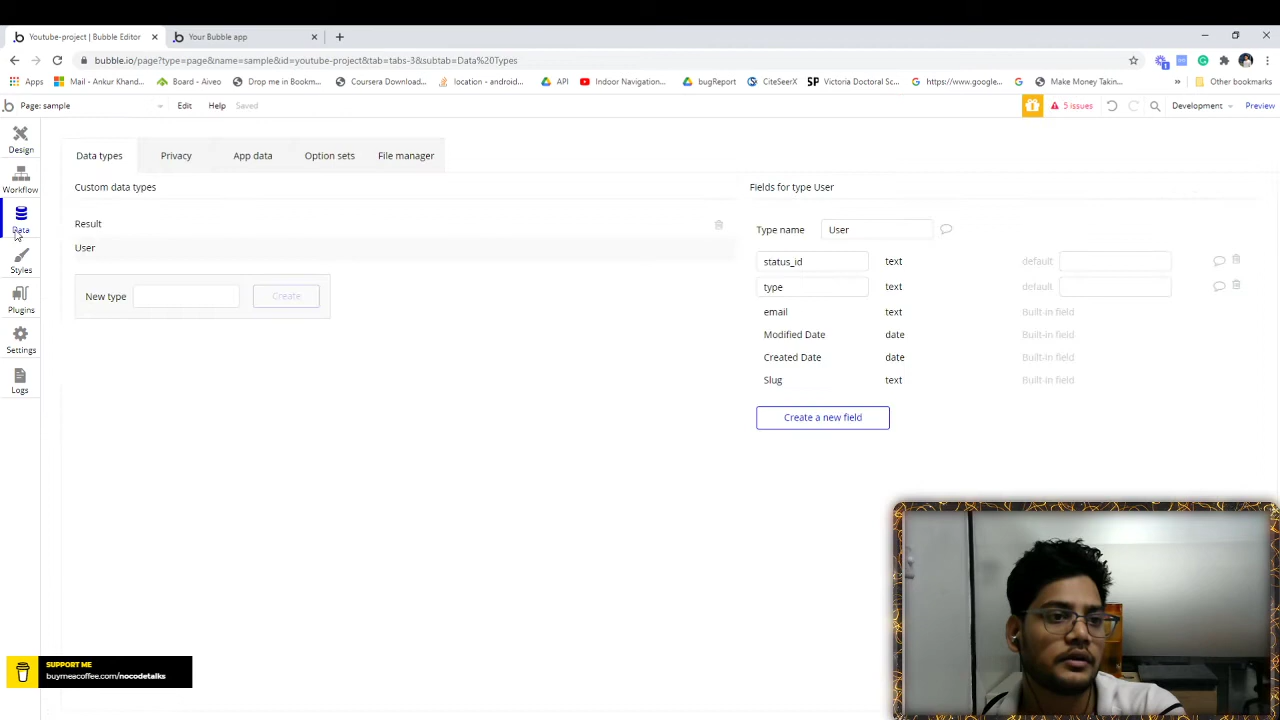 Youtube-project | Bubble Editor
Your Bubble app
bubble.io/page?type=page&name=sample&id=youtube-project&tab=tabs-3&subtab=Data%20Types
Apps
Mail - Ankur Khand...
Board - Aiveo
Drop me in Bookm...
Coursera Download...
location - android...
API
Indoor Navigation...
bugReport
CiteSeerX
SP Victoria Doctoral Sc...
https://www.google...
Make Money Takin...
»
Other bookmarks
Page: sample
Edit
Help
Saved
5 issues
Development
Preview
Design
Workflow
Data
Styles
Plugins
Settings
Logs
Data types
Privacy
App data
Option sets
File manager
Custom data types
Result
User
New type
Create
Fields for type User
Type name
User
status_id text default
type text default
email text Built-in field
Modified Date date Built-in field
Created Date date Built-in field
Slug text Built-in field
Create a new field
SUPPORT ME
buymeacoffee.com/nocodetalks